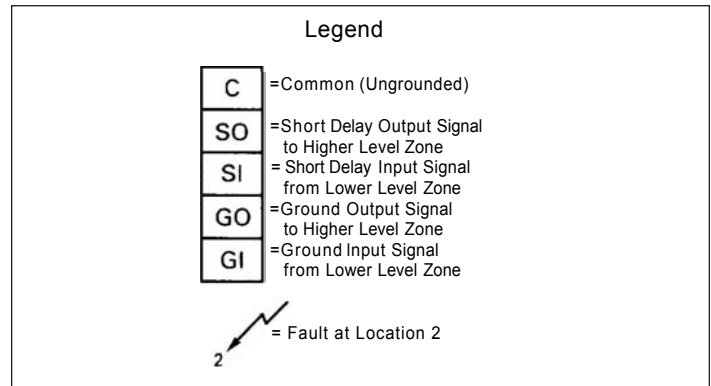 Legend
C =Common (Ungrounded)
SO =Short Delay Output Signal
to Higher Level Zone
SI = Short Delay Input Signal
from Lower Level Zone
GO =Ground Output Signal
to Higher Level Zone
GI =Ground Input Signal
from Lower Level Zone
= Fault at Location 2
2